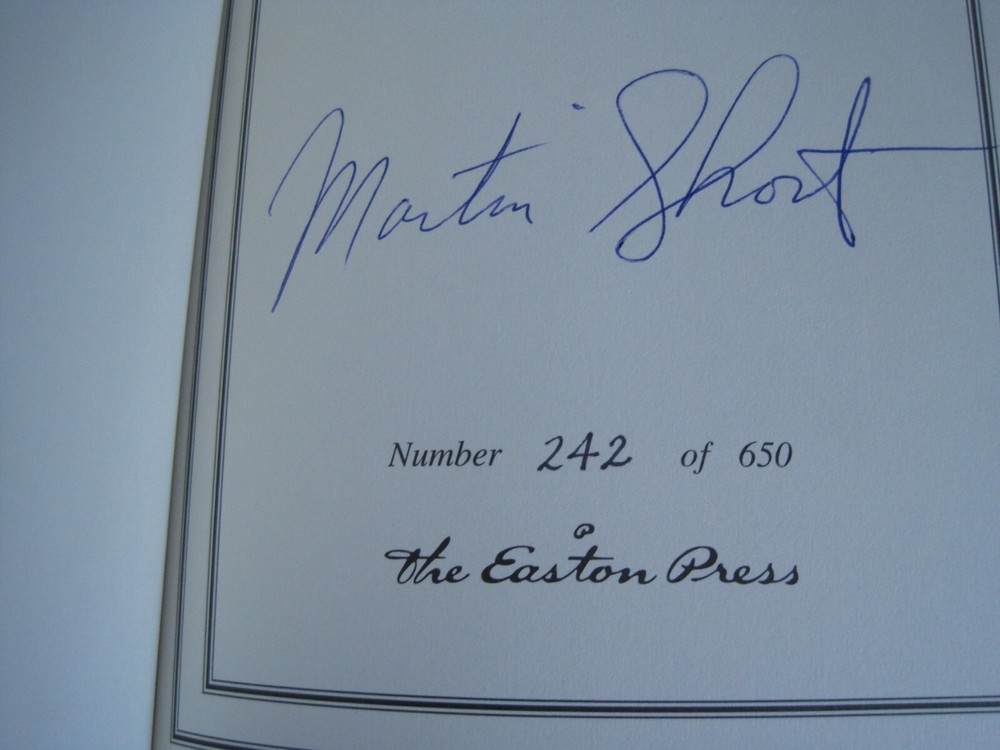 Martin Short
Number 242 of 650
The Easton Press